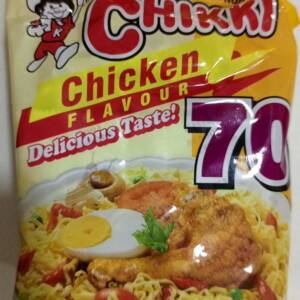 CHIKKI
Chicken
FLAVOUR
Delicious Taste!
70